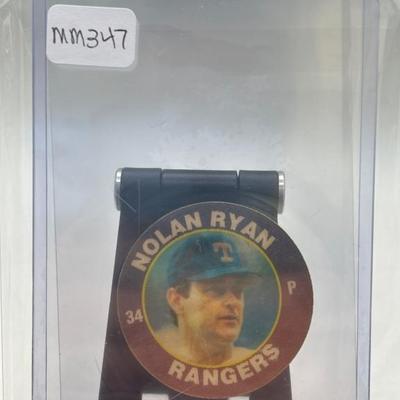 MM347
NOLAN RYAN
T
34 P
RANGERS